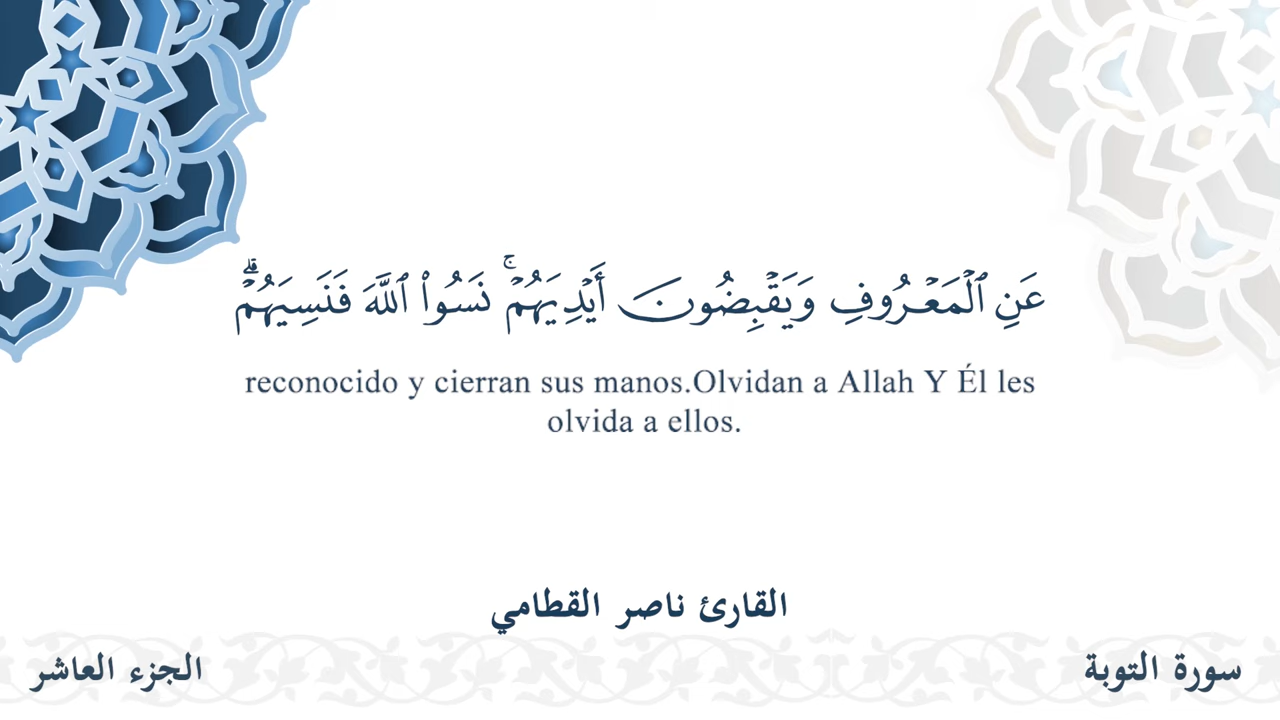 عَنِ ٱلْمَعْرُوفِ وَيَقْبِضُونَ أَيْدِيَهُمْ ۚ نَسُوا۟ ٱللَّهَ فَنَسِيَهُمْ ۗ
reconocido y cierran sus manos.Olvidan a Allah Y Él les
olvida a ellos.
القارئ ناصر القطامي
سورة التوبة
الجزء العاشر